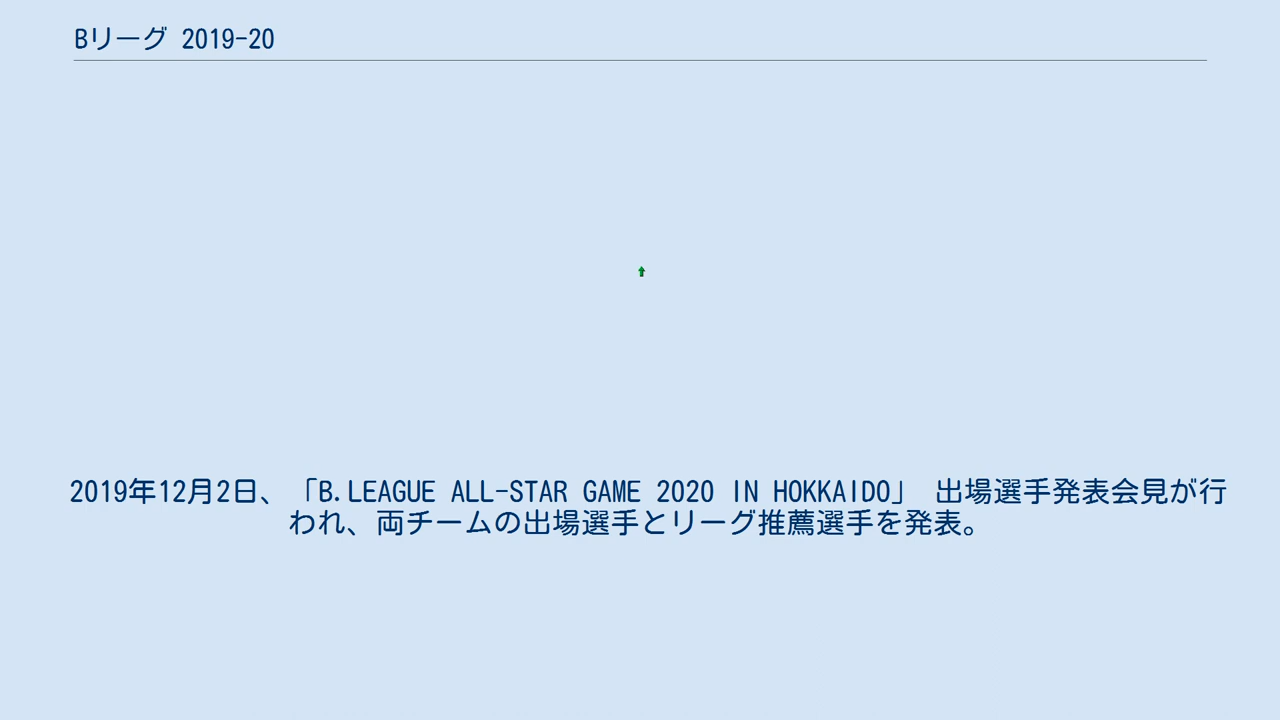 Bリーグ 2019-20
2019年12月2日、「B.LEAGUE ALL-STAR GAME 2020 IN HOKKAIDO」 出場選手発表会見が行
われ、両チームの出場選手とリーグ推薦選手を発表。